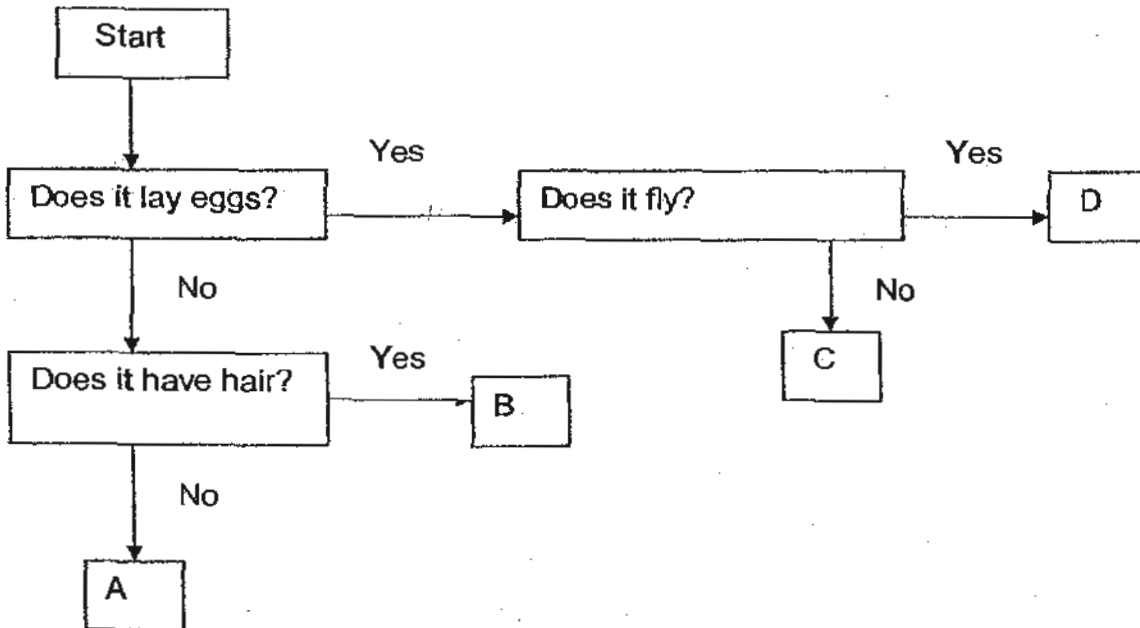 Start
Yes
Yes
Does it lay eggs?
Does it fly?
D
No
No
Yes
C
Does it have hair?
B
No
A